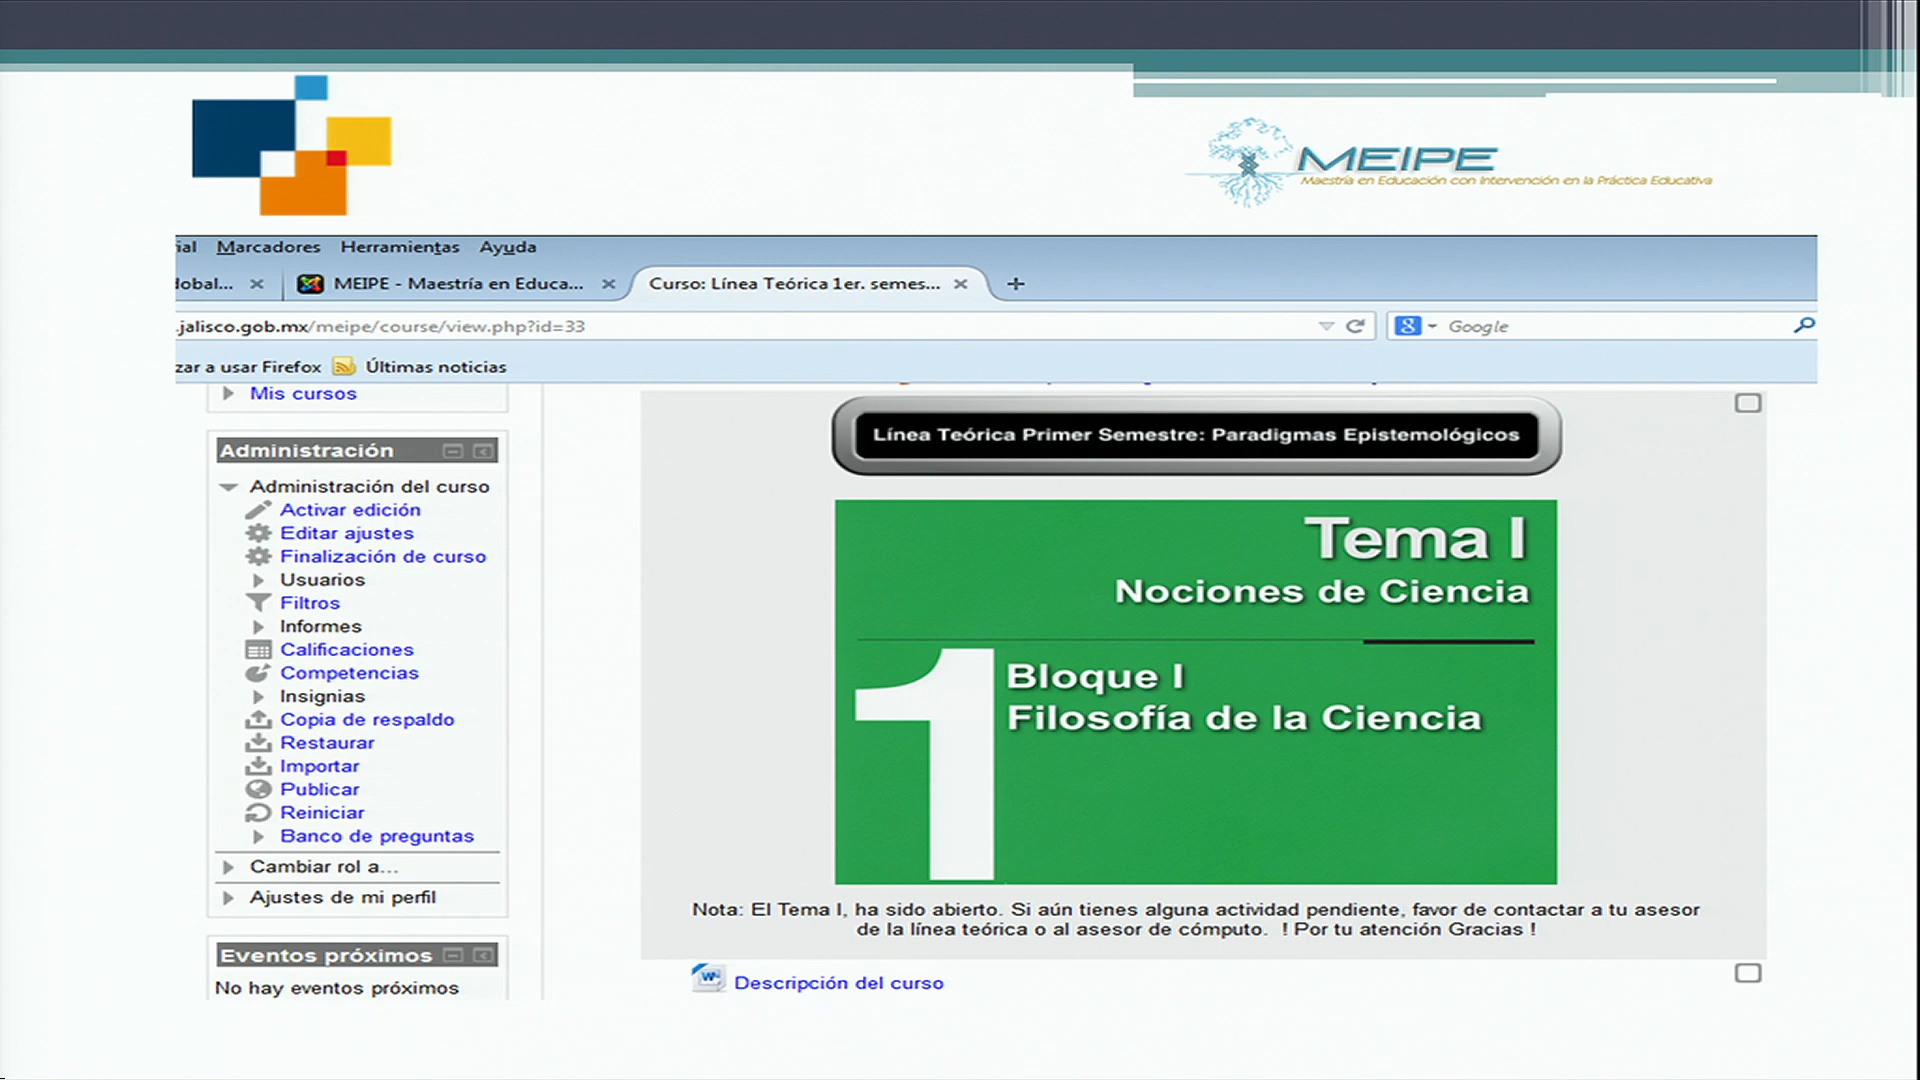 MEIPE
Maestría en Educación con Intervención en la Práctica Educativa
ial Marcadores Herramientas Ayuda
lobal... MEIPE - Maestría en Educa... Curso: Línea Teórica 1er. semes...
.jalisco.gob.mx/meipe/course/view.php?id=33
8 Google
zar a usar Firefox Últimas noticias
Mis cursos
Administración
Administración del curso
Activar edición
Editar ajustes
Finalización de curso
Usuarios
Filtros
Informes
Calificaciones
Competencias
Insignias
Copia de respaldo
Restaurar
Importar
Publicar
Reiniciar
Banco de preguntas
Cambiar rol a...
Ajustes de mi perfil
Eventos próximos
No hay eventos próximos
Línea Teórica Primer Semestre: Paradigmas Epistemológicos
Tema I
Nociones de Ciencia
1
Bloque I
Filosofía de la Ciencia
Nota: El Tema I, ha sido abierto. Si aún tienes alguna actividad pendiente, favor de contactar a tu asesor
de la línea teórica o al asesor de cómputo. ! Por tu atención Gracias !
Descripción del curso